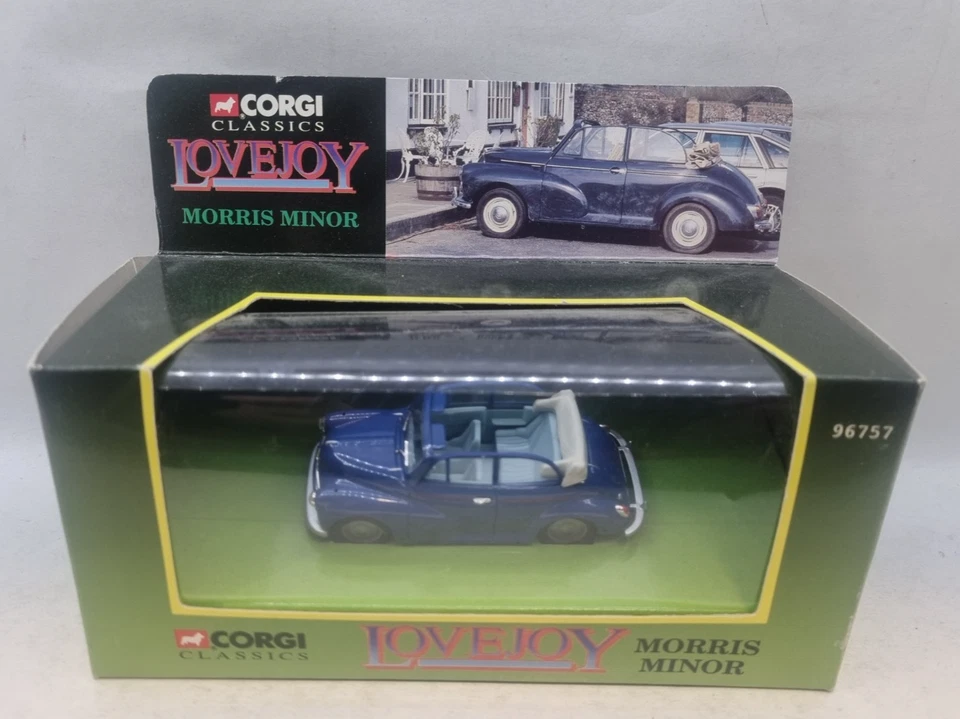 CORGI
CLASSICS
LOVEJOY
MORRIS MINOR
96757
CORGI
CLASSICS
LOVEJOY
MORRIS
MINOR